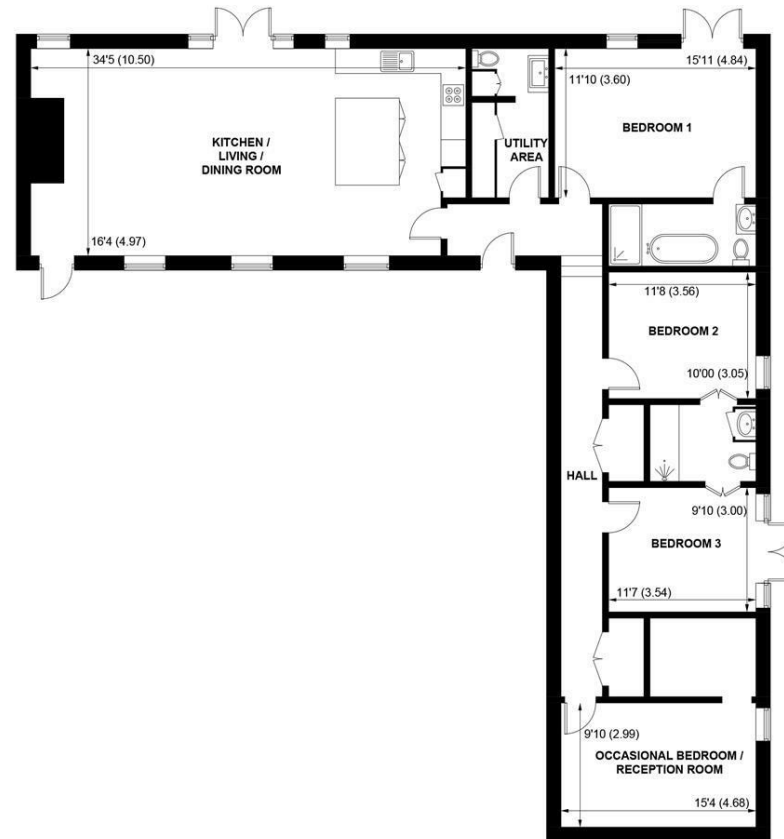 34'5 (10.50)
15'11 (4.84)
11'10 (3.60)
BEDROOM 1
KITCHEN /
LIVING /
DINING ROOM
UTILITY
AREA
16'4 (4.97)
11'8 (3.56)
BEDROOM 2
10'00 (3.05)
HALL
9'10 (3.00)
BEDROOM 3
11'7 (3.54)
9'10 (2.99)
OCCASIONAL BEDROOM /
RECEPTION ROOM
15'4 (4.68)